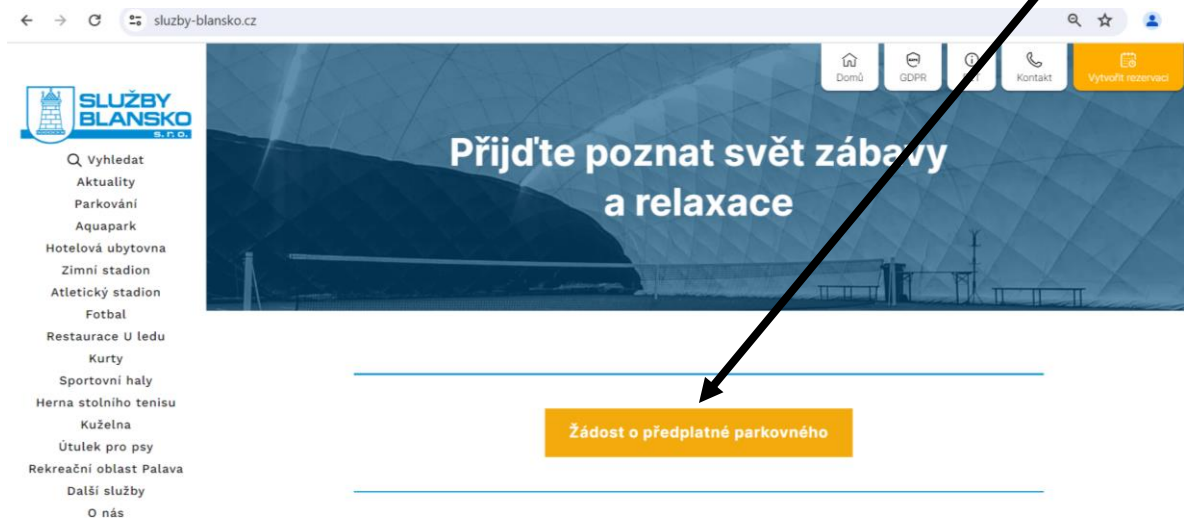 sluzby-blansko.cz
Domů
GDPR
Kontakt
Vytvořit rezervaci
SLUŽBY
BLANSKO
s. r. o.
Přijďte poznat svět zábavy
a relaxace
Vyhledat
Aktuality
Parkování
Aquapark
Hotelová ubytovna
Zimní stadion
Atletický stadion
Fotbal
Restaurace U ledu
Kurty
Sportovní haly
Herna stolního tenisu
Kuželna
Útulek pro psy
Rekreační oblast Palava
Další služby
O nás
Žádost o předplatné parkovného